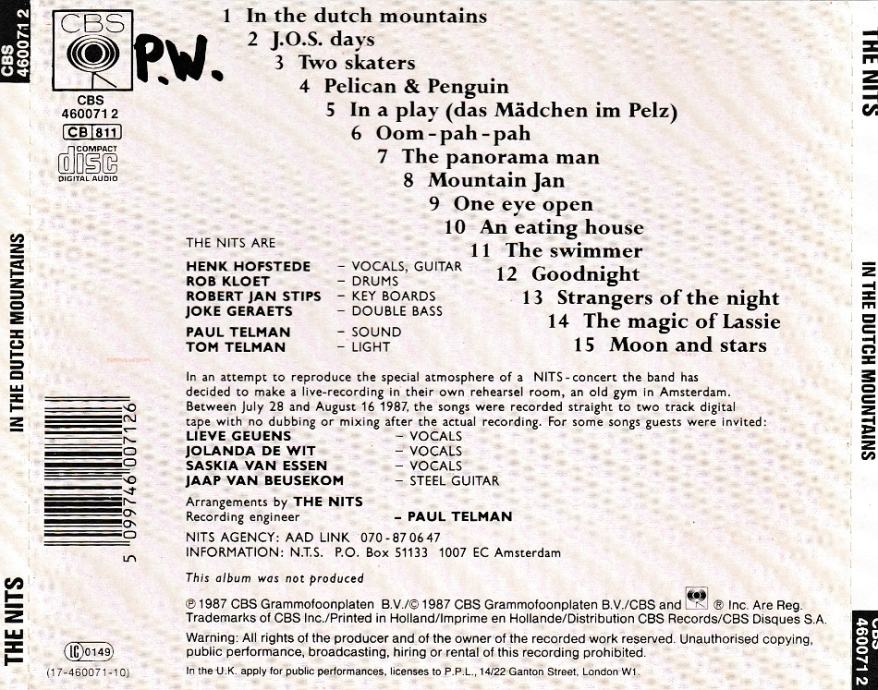 CBS
460071 2
CBS
P.W.
CBS
460071 2
CB 811
COMPACT
disc
DIGITAL AUDIO
1 In the dutch mountains
2 J.O.S. days
3 Two skaters
4 Pelican & Penguin
5 In a play (das Mädchen im Pelz)
6 Oom-pah-pah
7 The panorama man
8 Mountain Jan
9 One eye open
10 An eating house
11 The swimmer
12 Goodnight
13 Strangers of the night
14 The magic of Lassie
15 Moon and stars
THE NITS ARE
HENK HOFSTEDE – VOCALS, GUITAR
ROB KLOET – DRUMS
ROBERT JAN STIPS – KEY BOARDS
JOKE GERAETS – DOUBLE BASS
PAUL TELMAN – SOUND
TOM TELMAN – LIGHT
In an attempt to reproduce the special atmosphere of a NITS-concert the band has
decided to make a live-recording in their own rehearsel room, an old gym in Amsterdam.
Between July 28 and August 16 1987, the songs were recorded straight to two track digital
tape with no dubbing or mixing after the actual recording. For some songs guests were invited:
LIEVE GEUENS – VOCALS
JOLANDA DE WIT – VOCALS
SASKIA VAN ESSEN – VOCALS
JAAP VAN BEUSEKOM – STEEL GUITAR
Arrangements by THE NITS
Recording engineer – PAUL TELMAN
NITS AGENCY: AAD LINK 070-870647
INFORMATION: N.T.S. P.O. Box 51133 1007 EC Amsterdam
This album was not produced
℗ 1987 CBS Grammofoonplaten B.V./© 1987 CBS Grammofoonplaten B.V./CBS and ® Inc. Are Reg.
Trademarks of CBS Inc./Printed in Holland/Imprime en Hollande/Distribution CBS Records/CBS Disques S.A.
Warning: All rights of the producer and of the owner of the recorded work reserved. Unauthorised copying,
public performance, broadcasting, hiring or rental of this recording prohibited.
In the U.K. apply for public performances, licenses to P.P.L., 14/22 Ganton Street, London W1.
5 099746 007126
LC 0149
(17-460071-10)
IN THE DUTCH MOUNTAINS
THE NITS
THE NITS
IN THE DUTCH MOUNTAINS
CBS
460071 2